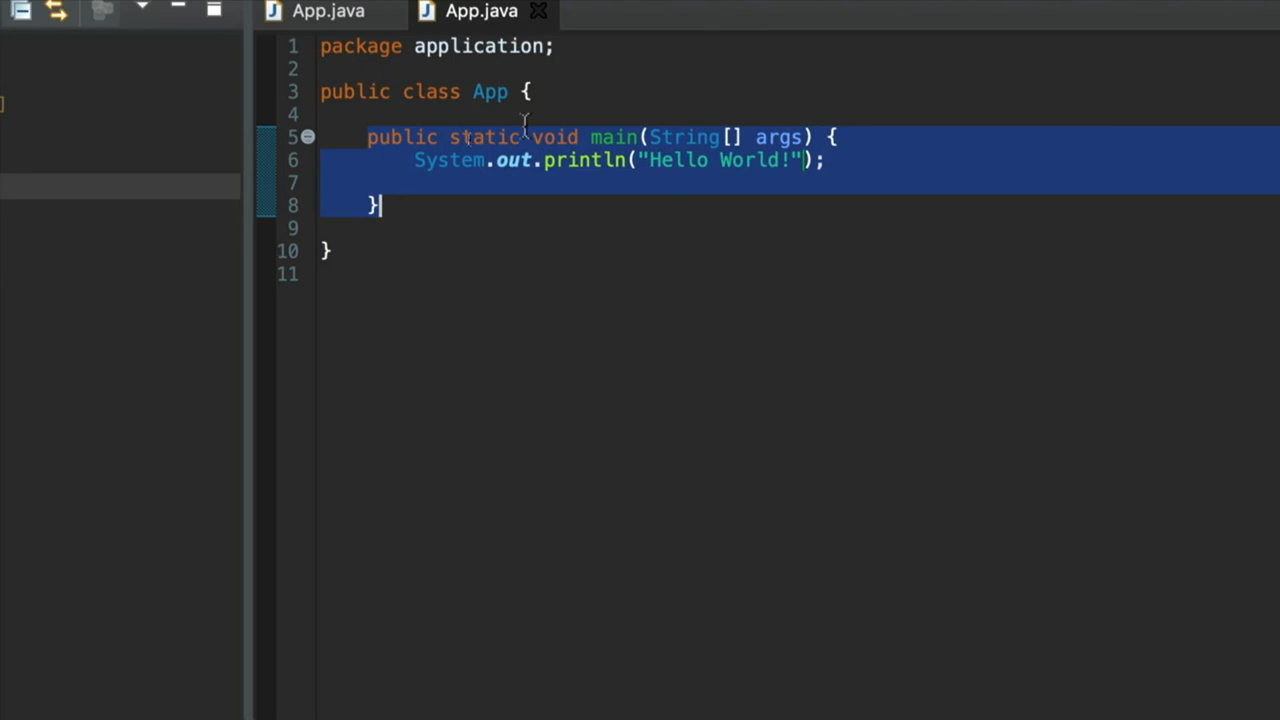 App.java App.java
1 package application;
2
3 public class App {
4
5 public static void main(String[] args) {
6 System.out.println("Hello World!");
7
8 }
9
10 }
11